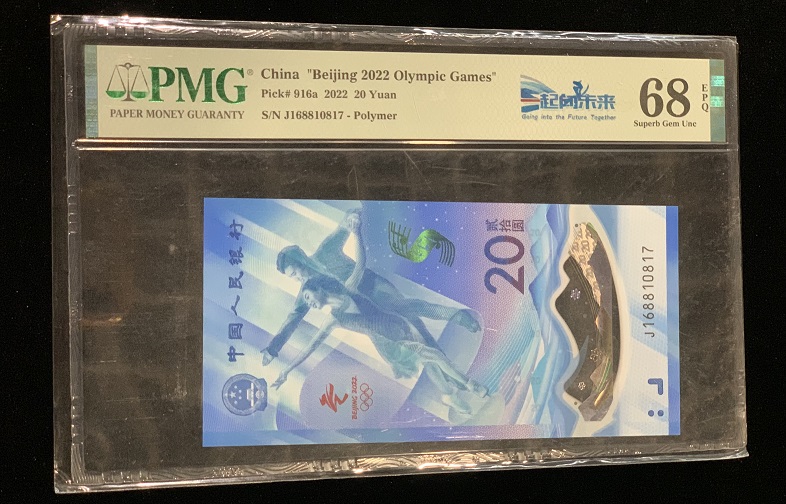 PMG
PAPER MONEY GUARANTY
China "Beijing 2022 Olympic Games"
Pick# 916a 2022 20 Yuan
S/N J168810817 - Polymer
一起向未来
Going into the Future Together
68
EPQ
Superb Gem Unc
中国人民银行
BEIJING 2022
贰拾圆
20
J168810817